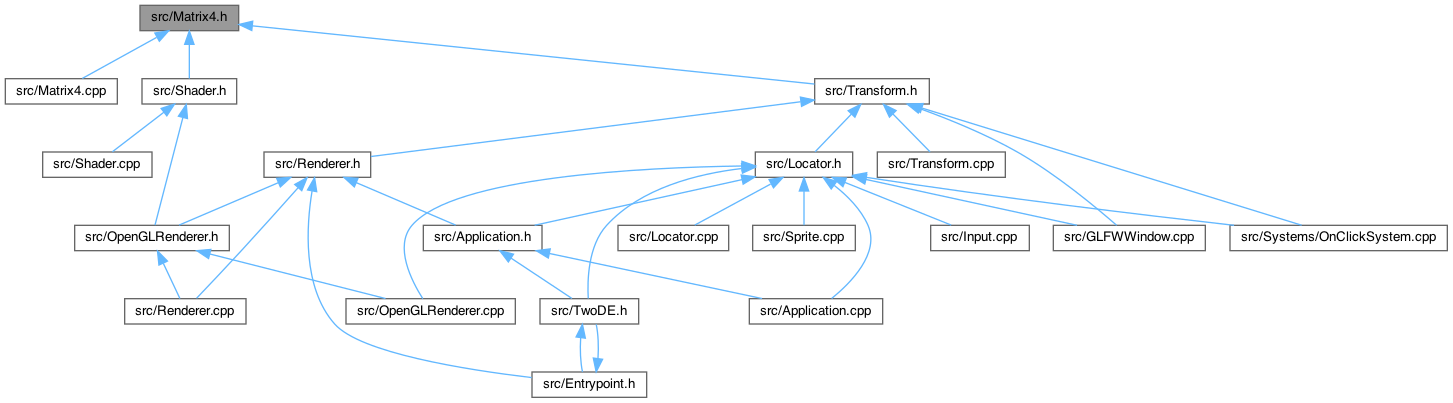 src/Matrix4.h
src/Matrix4.cpp
src/Shader.h
src/Transform.h
src/Shader.cpp
src/Renderer.h
src/Locator.h
src/Transform.cpp
src/OpenGLRenderer.h
src/Application.h
src/Locator.cpp
src/Sprite.cpp
src/Input.cpp
src/GLFWWindow.cpp
src/Systems/OnClickSystem.cpp
src/Renderer.cpp
src/OpenGLRenderer.cpp
src/TwoDE.h
src/Application.cpp
src/Entrypoint.h